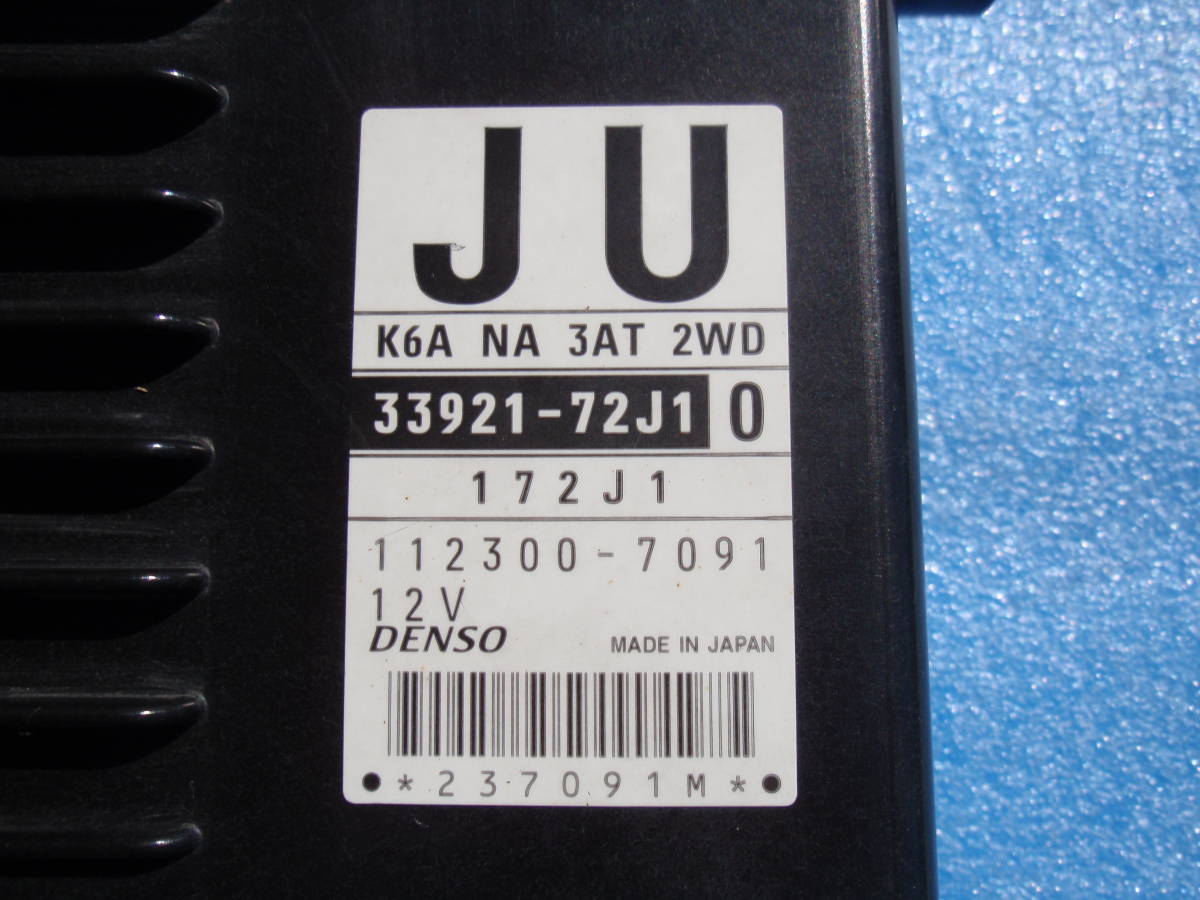 JU
K6A NA 3AT 2WD
33921-72J1 0
172J1
112300-7091
12V
DENSO MADE IN JAPAN
*237091M*